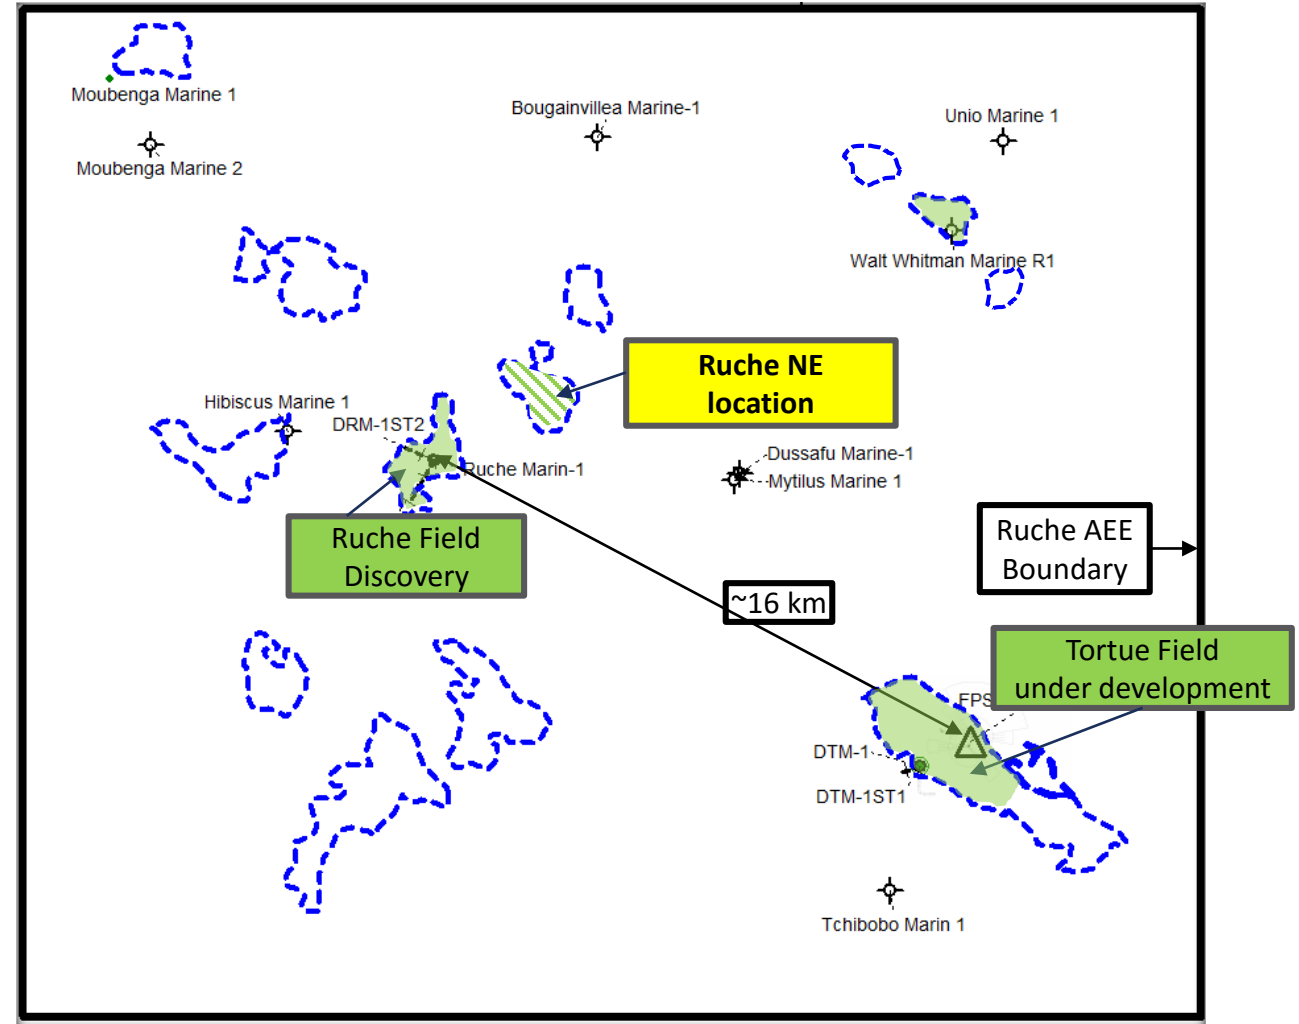 Moubenga Marine 1
Bougainvillea Marine-1
Unio Marine 1
Moubenga Marine 2
Walt Whitman Marine R1
Ruche NE
location
Hibiscus Marine 1
DRM-1ST2
Ruche Marin-1
Dussafu Marine-1
Mytilus Marine 1
Ruche Field
Discovery
Ruche AEE
Boundary
~16 km
Tortue Field
under development
FPS
DTM-1
DTM-1ST1
Tchibobo Marin 1